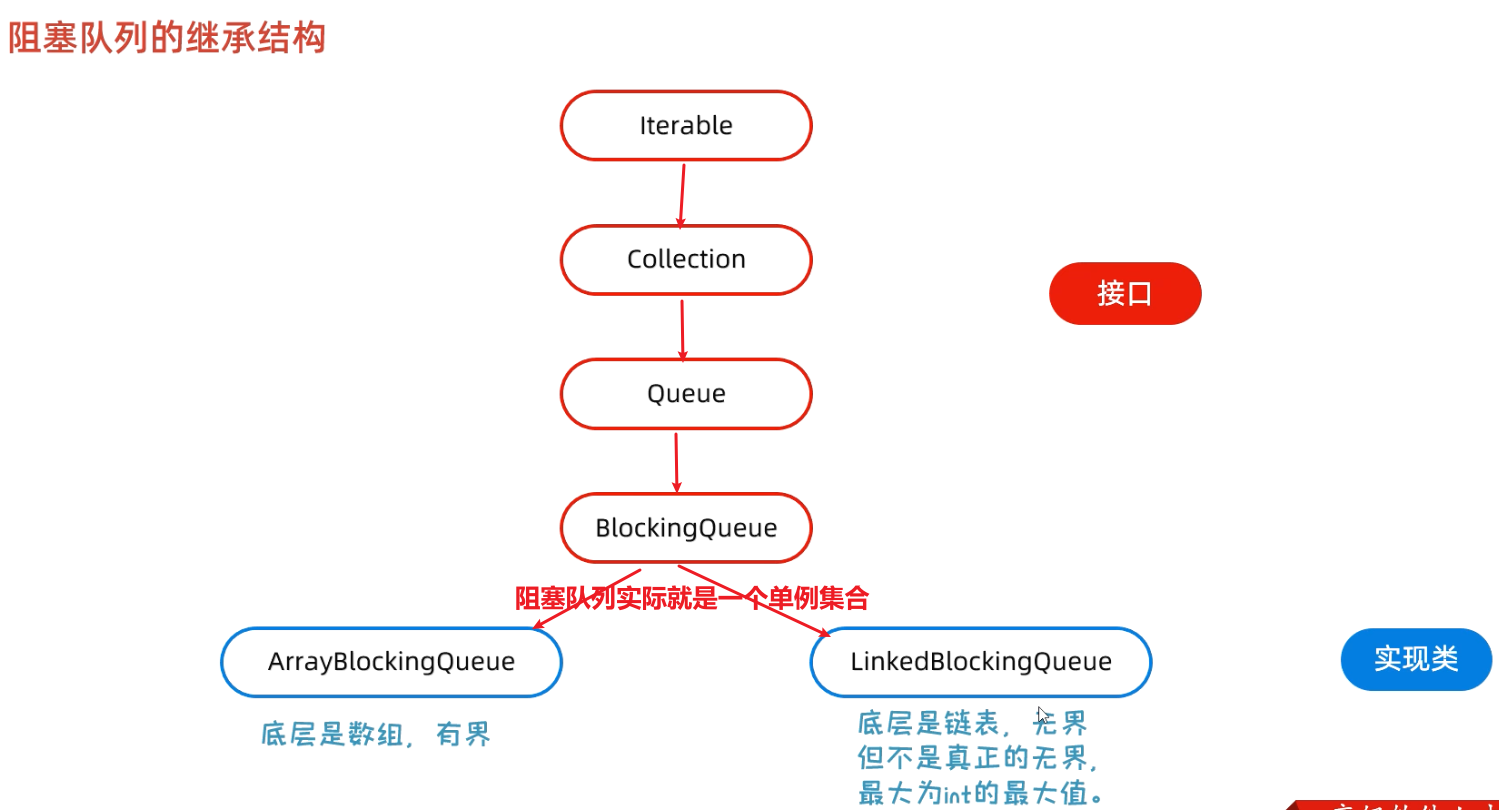 阻塞队列的继承结构
Iterable
Collection
接口
Queue
BlockingQueue
阻塞队列实际就是一个单例集合
ArrayBlockingQueue
LinkedBlockingQueue
实现类
底层是数组，有界
底层是链表，无界
但不是真正的无界，
最大为int的最大值。